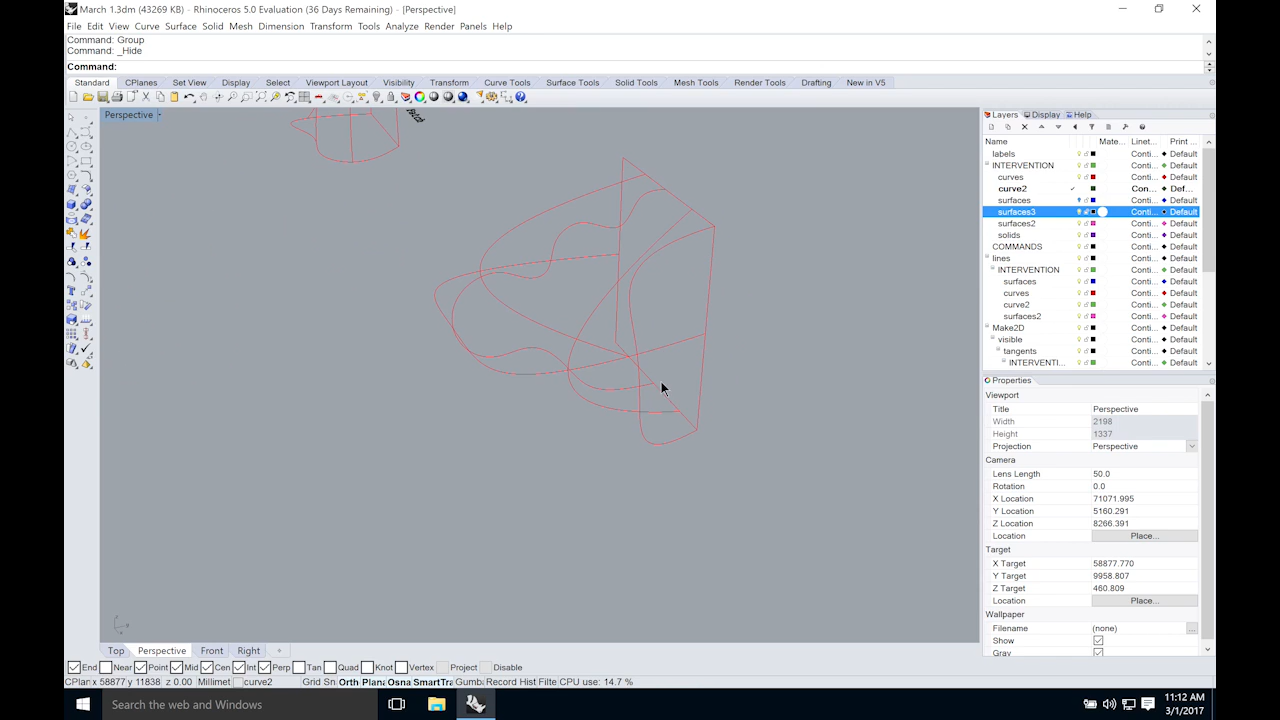 March 1.3dm (43269 KB) - Rhinoceros 5.0 Evaluation (36 Days Remaining) - [Perspective]
File Edit View Curve Surface Solid Mesh Dimension Transform Tools Analyze Render Panels Help
Command: Group
Command: _Hide
Command:
Standard CPlanes Set View Display Select Viewport Layout Visibility Transform Curve Tools Surface Tools Solid Tools Mesh Tools Render Tools Drafting New in V5
Perspective
Layers Display Help
Name Mate... Linet... Print ...
labels Conti... Default
INTERVENTION Conti... Default
curves Conti... Default
curve2 Con... Def...
surfaces Conti... Default
surfaces3 Conti... Default
surfaces2 Conti... Default
solids Conti... Default
COMMANDS Conti... Default
lines Conti... Default
INTERVENTION Conti... Default
surfaces Conti... Default
curves Conti... Default
curve2 Conti... Default
surfaces2 Conti... Default
Make2D Conti... Default
visible Conti... Default
tangents Conti... Default
INTERVENTI... Conti... Default
Properties
Viewport
Title Perspective
Width 2198
Height 1337
Projection Perspective
Camera
Lens Length 50.0
Rotation 0.0
X Location 71071.995
Y Location 5160.291
Z Location 8266.391
Location Place...
Target
X Target 58877.770
Y Target 9958.807
Z Target 460.809
Location Place...
Wallpaper
Filename (none) ...
Show
Gray
Top Perspective Front Right
End Near Point Mid Cen Int Perp Tan Quad Knot Vertex Project Disable
CPlan x 58877 y 11838 z 0.00 Millimet curve2 Grid Sn Orth Plana Osna SmartTra Gumba Record Hist Filte CPU use: 14.7 %
Search the web and Windows
11:12 AM
3/1/2017